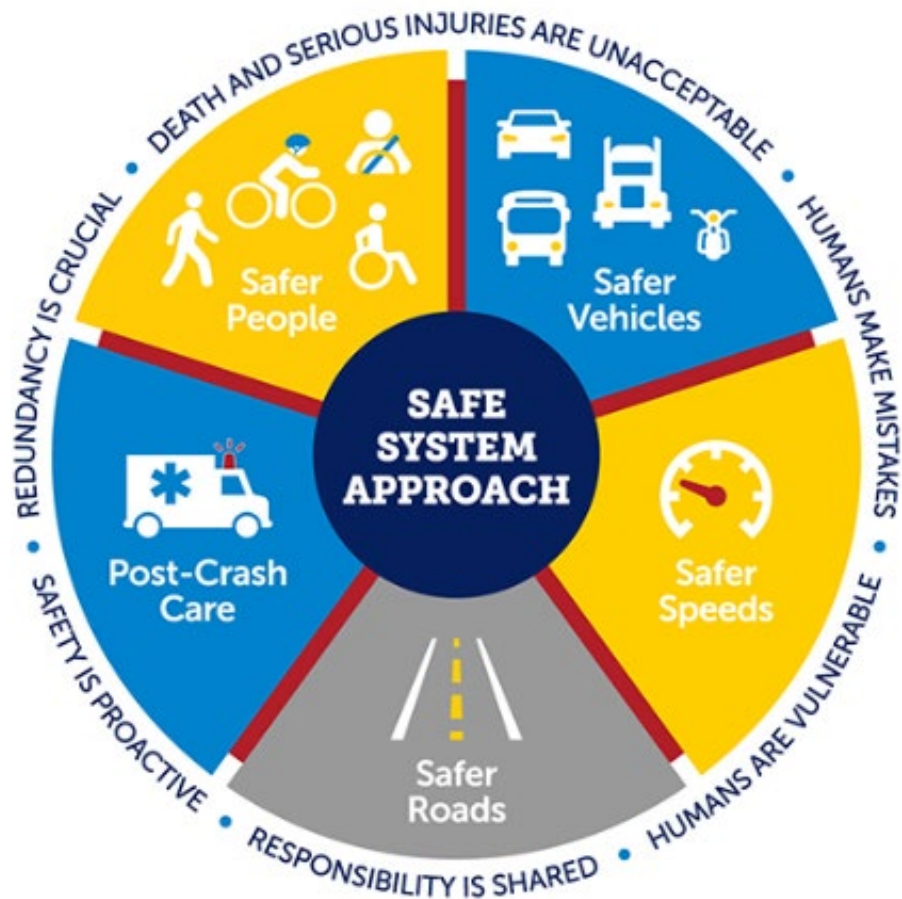 DEATH AND SERIOUS INJURIES ARE UNACCEPTABLE
HUMANS MAKE MISTAKES
HUMANS ARE VULNERABLE
RESPONSIBILITY IS SHARED
SAFETY IS PROACTIVE
REDUNDANCY IS CRUCIAL
Safer
People
Safer
Vehicles
SAFE
SYSTEM
APPROACH
Post-Crash
Care
Safer
Speeds
Safer
Roads